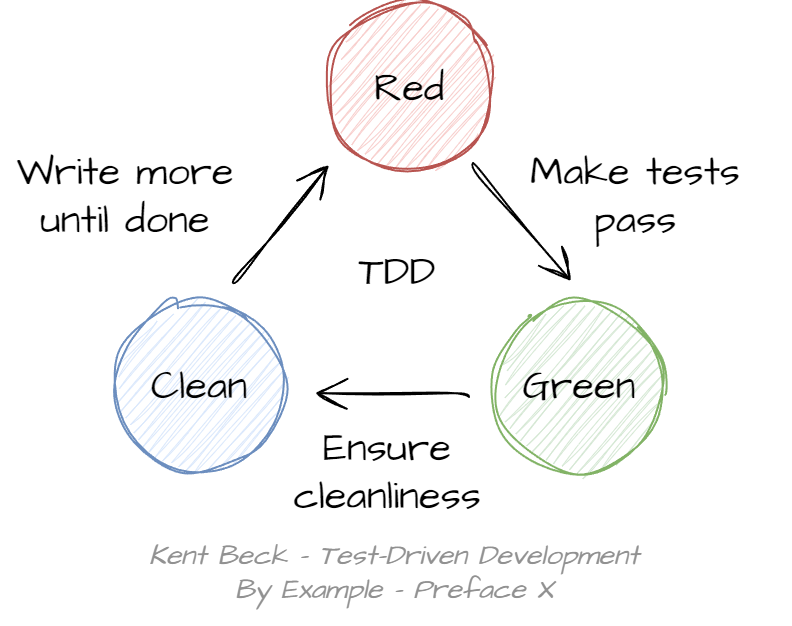 Red
Write more
until done
Make tests
pass
TDD
Clean
Green
Ensure
cleanliness
Kent Beck - Test-Driven Development
By Example - Preface X